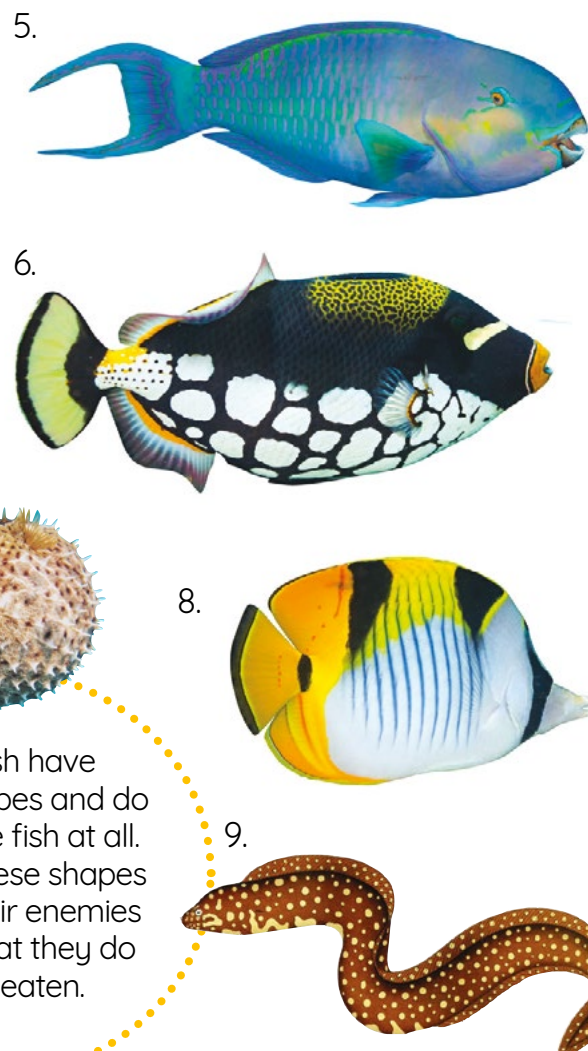 5.
6.
8.
sh have
pes and do
e fish at all.
ese shapes
ir enemies
at they do
eaten.
9.